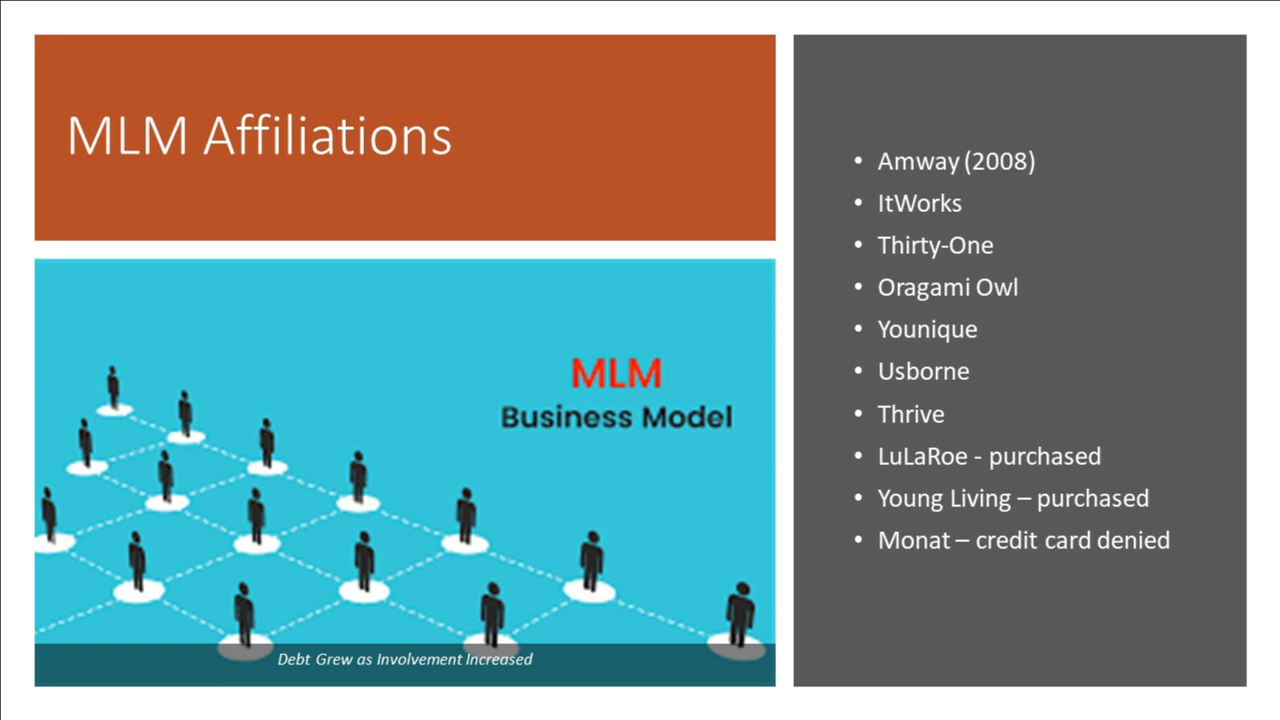 MLM Affiliations
MLM
Business Model
Debt Grew as Involvement Increased
• Amway (2008)
• ItWorks
• Thirty-One
• Oragami Owl
• Younique
• Usborne
• Thrive
• LuLaRoe - purchased
• Young Living – purchased
• Monat – credit card denied